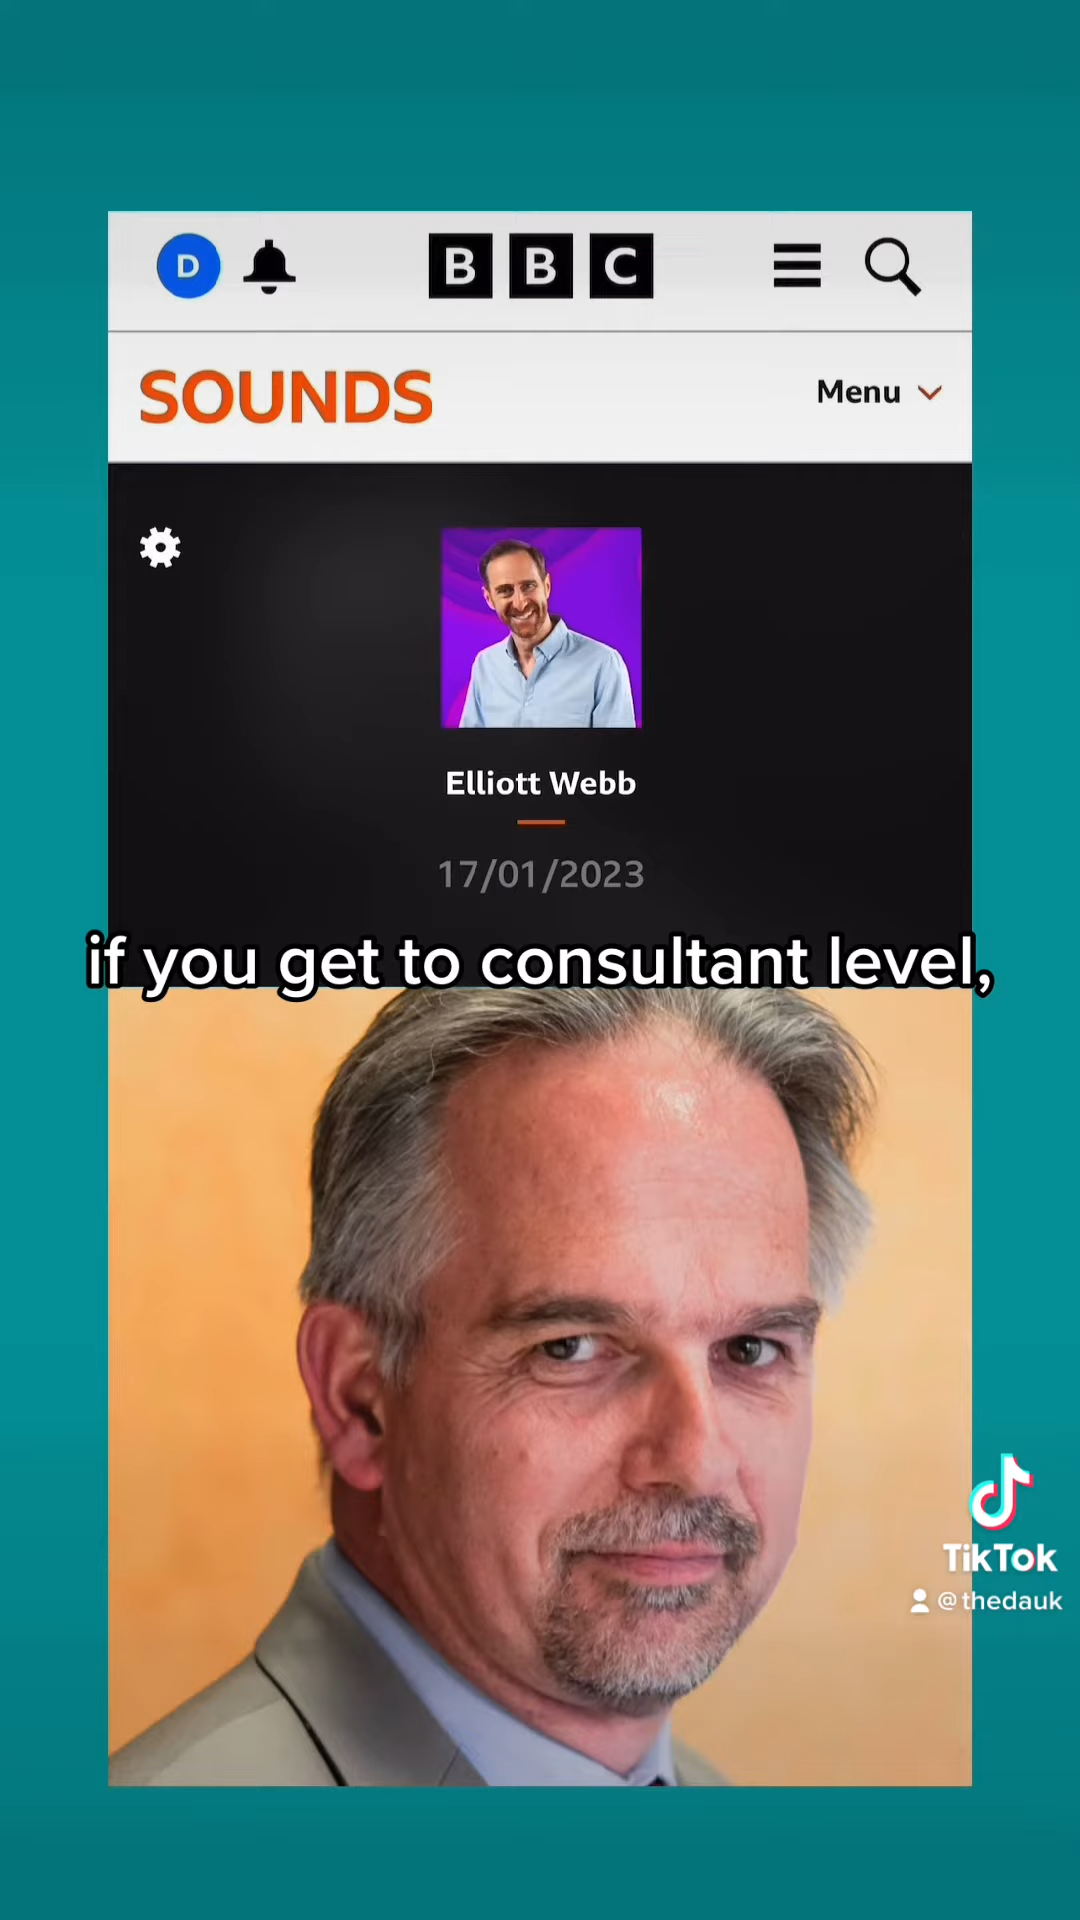 D
BBC
SOUNDS
Menu
Elliott Webb
17/01/2023
if you get to consultant level,
TikTok
@thedauk